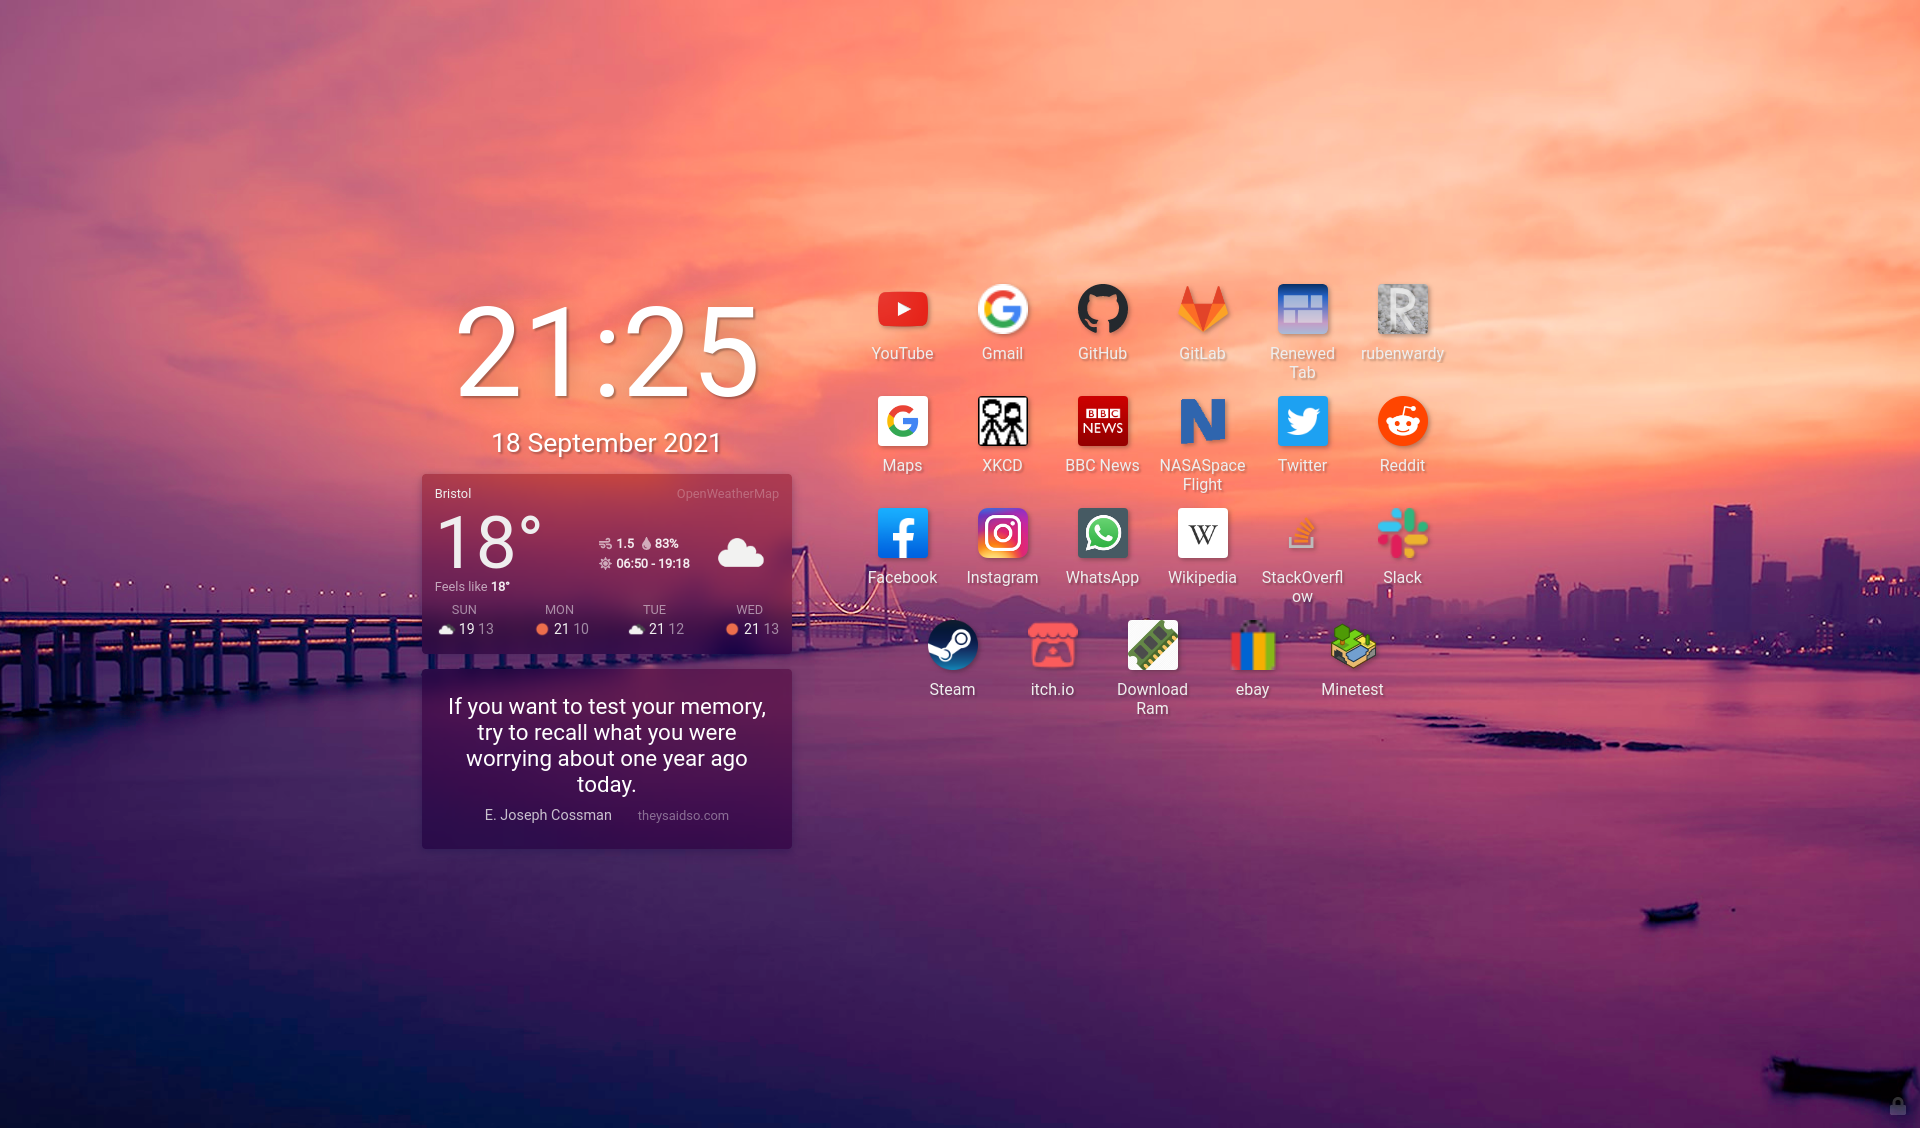 21:25
18 September 2021
Bristol
OpenWeatherMap
18°
1.5 83%
06:50 - 19:18
Feels like 18°
SUN MON TUE WED
19 13 21 10 21 12 21 13
If you want to test your memory,
try to recall what you were
worrying about one year ago
today.
E. Joseph Cossman theysaidso.com
R
YouTube Gmail GitHub GitLab Renewed
Tab
rubenwardy
BBC
NEWS
Maps XKCD BBC News NASASpace
Flight
Twitter Reddit
W
Facebook Instagram WhatsApp Wikipedia StackOverfl
ow
Slack
Steam itch.io Download
Ram
ebay Minetest